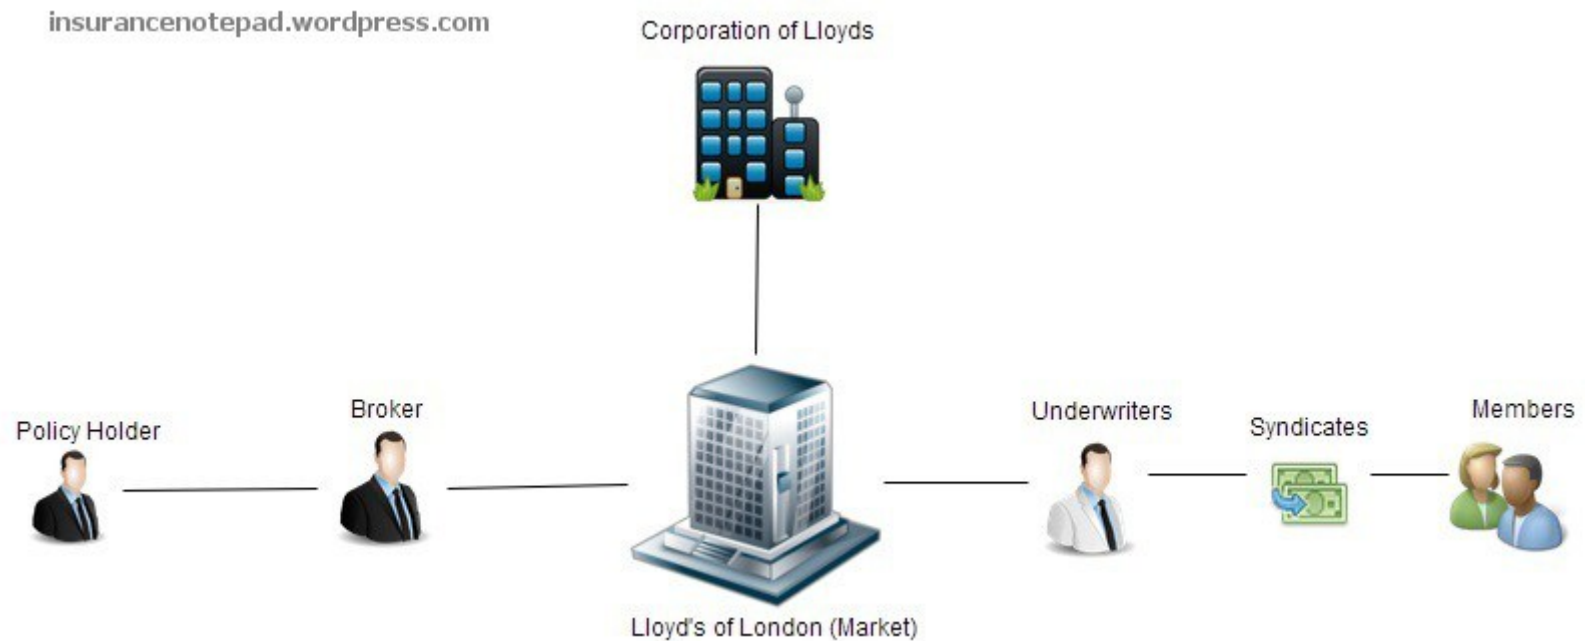 insurancenotepad.wordpress.com
Corporation of Lloyds
Policy Holder
Broker
Underwriters
Syndicates
Members
Lloyd's of London (Market)